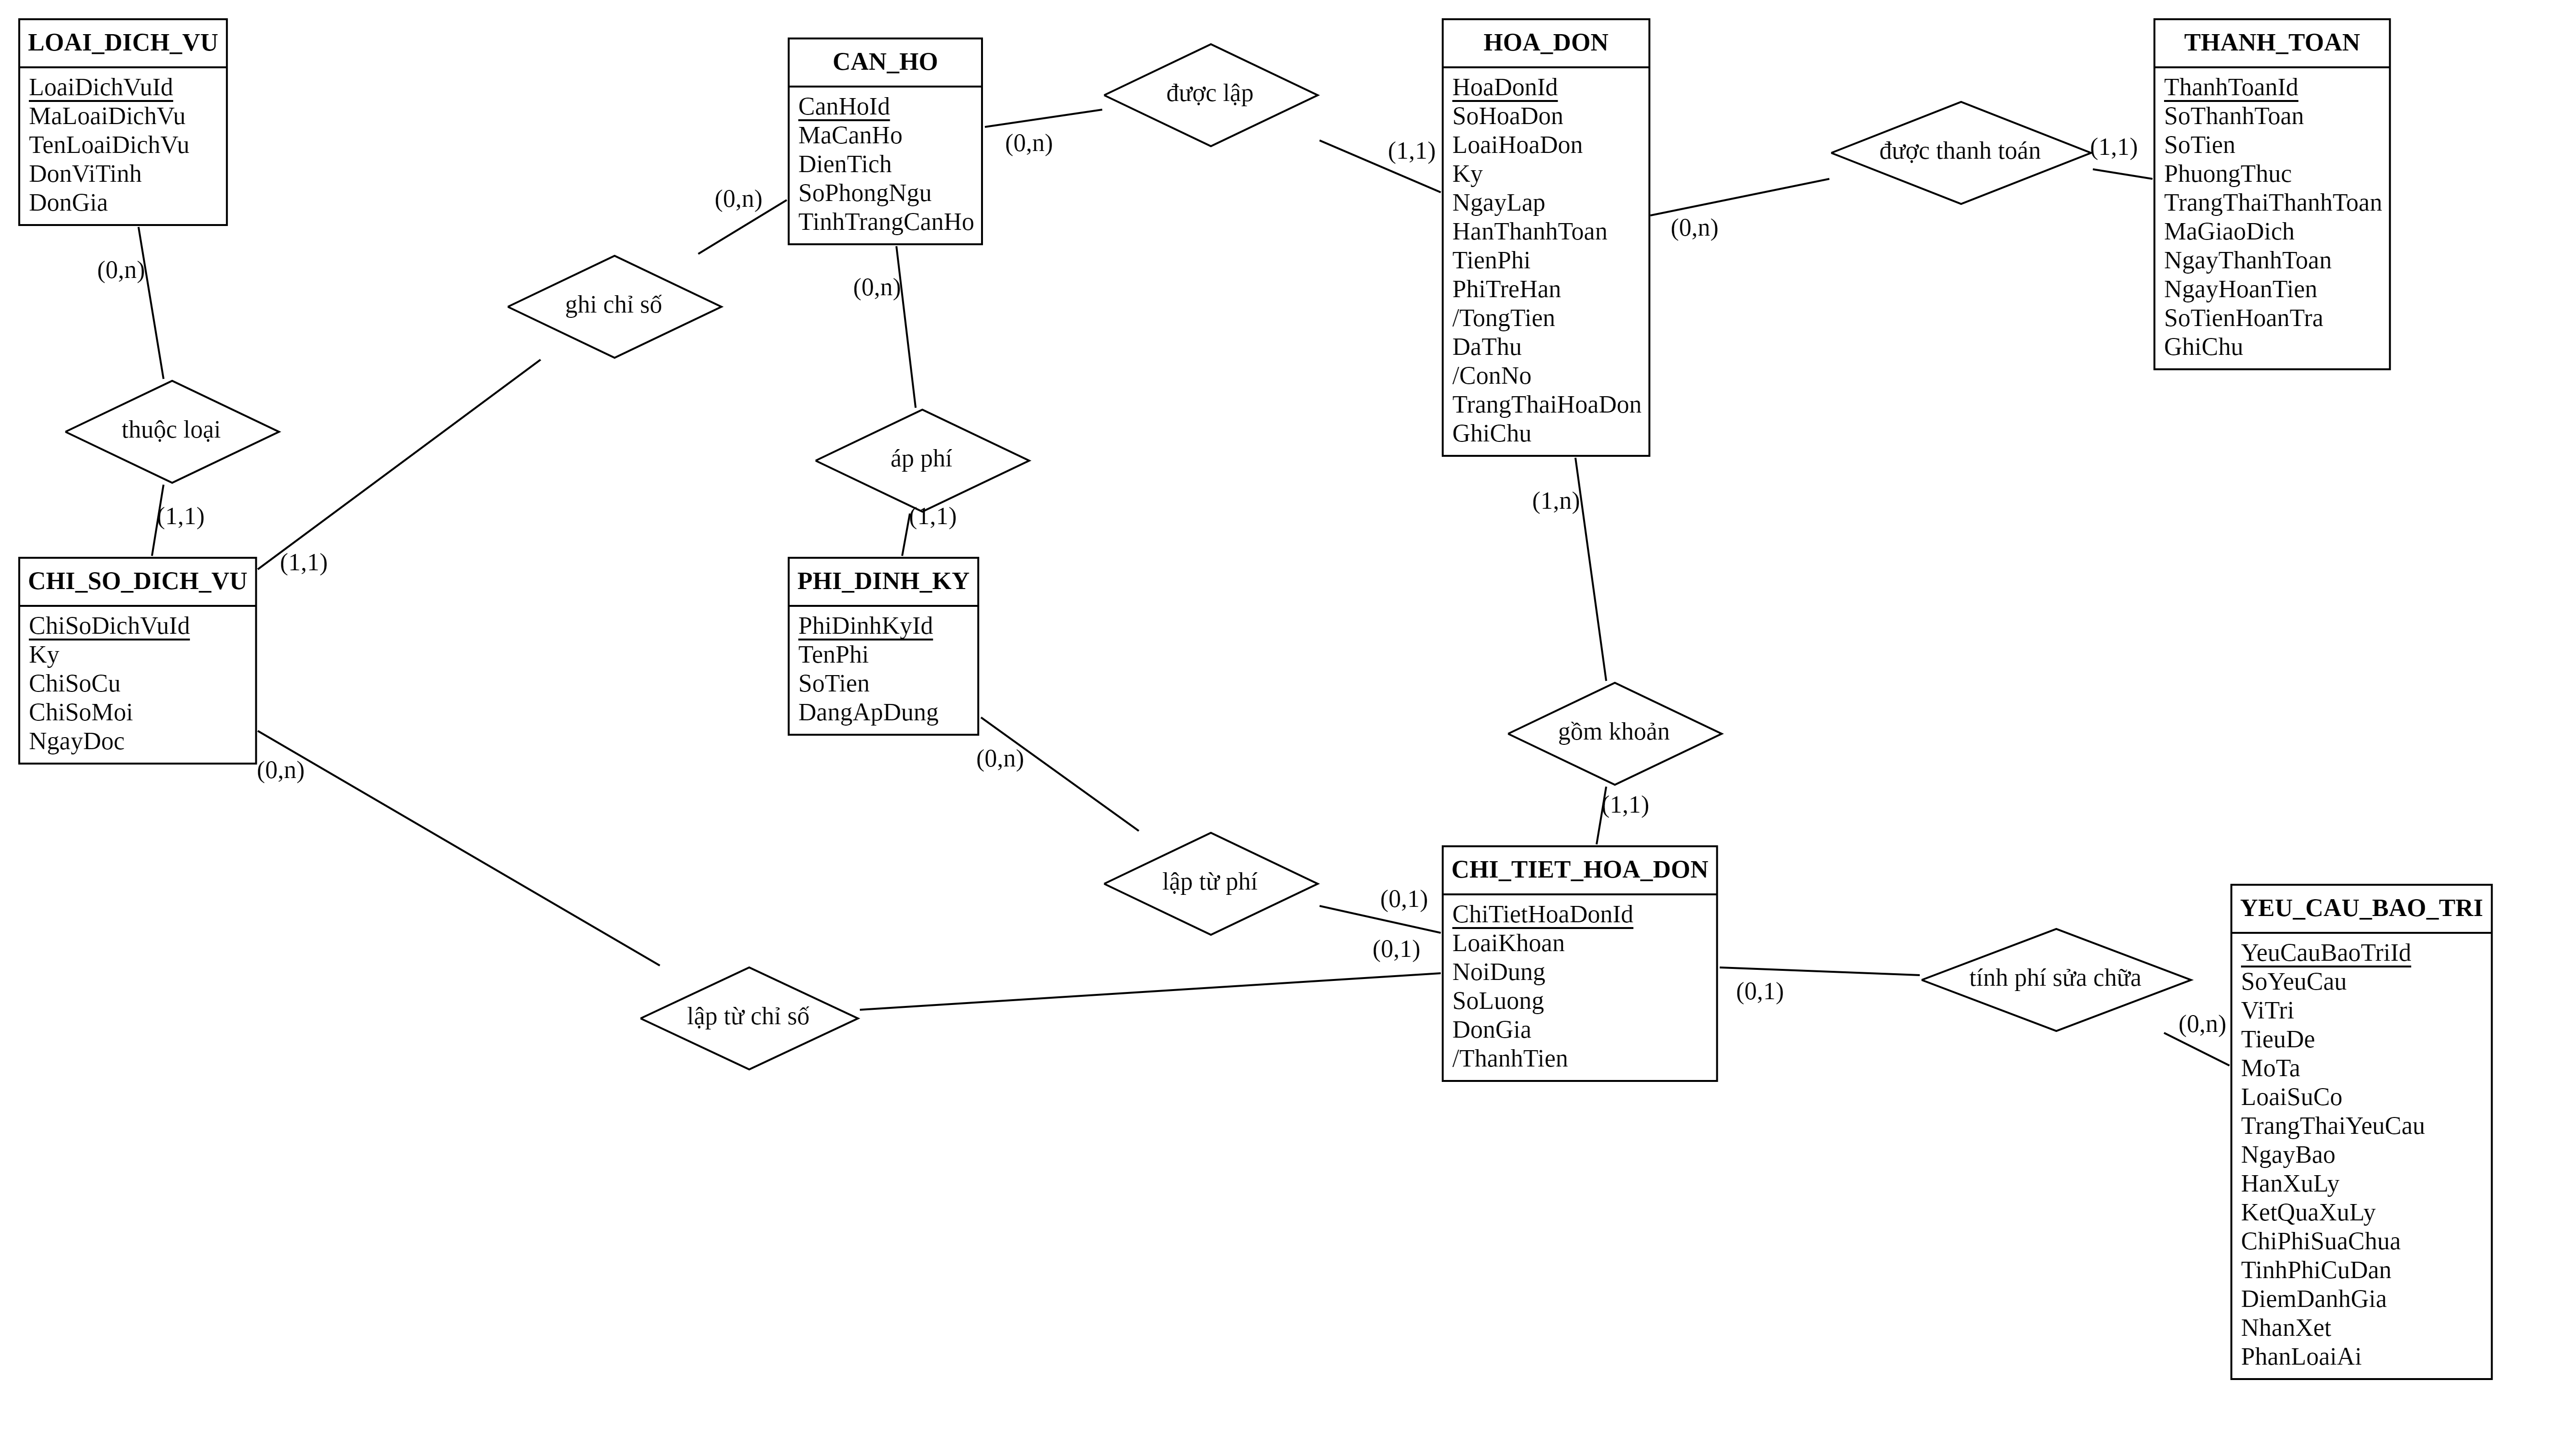 LOAI_DICH_VU
LoaiDichVuId
MaLoaiDichVu
TenLoaiDichVu
DonViTinh
DonGia
(0,n)
thuộc loại
(1,1)
CHI_SO_DICH_VU
ChiSoDichVuId
Ky
ChiSoCu
ChiSoMoi
NgayDoc
(1,1)
(0,n)
ghi chỉ số
(0,n)
CAN_HO
CanHoId
MaCanHo
DienTich
SoPhongNgu
TinhTrangCanHo
(0,n)
được lập
(1,1)
(0,n)
áp phí
(1,1)
PHI_DINH_KY
PhiDinhKyId
TenPhi
SoTien
DangApDung
(0,n)
lập từ phí
(0,1)
lập từ chỉ số
(0,1)
HOA_DON
HoaDonId
SoHoaDon
LoaiHoaDon
Ky
NgayLap
HanThanhToan
TienPhi
PhiTreHan
/TongTien
DaThu
/ConNo
TrangThaiHoaDon
GhiChu
(0,n)
được thanh toán
(1,1)
THANH_TOAN
ThanhToanId
SoThanhToan
SoTien
PhuongThuc
TrangThaiThanhToan
MaGiaoDich
NgayThanhToan
NgayHoanTien
SoTienHoanTra
GhiChu
(1,n)
gồm khoản
(1,1)
CHI_TIET_HOA_DON
ChiTietHoaDonId
LoaiKhoan
NoiDung
SoLuong
DonGia
/ThanhTien
(0,1)
tính phí sửa chữa
(0,n)
YEU_CAU_BAO_TRI
YeuCauBaoTriId
SoYeuCau
ViTri
TieuDe
MoTa
LoaiSuCo
TrangThaiYeuCau
NgayBao
HanXuLy
KetQuaXuLy
ChiPhiSuaChua
TinhPhiCuDan
DiemDanhGia
NhanXet
PhanLoaiAi